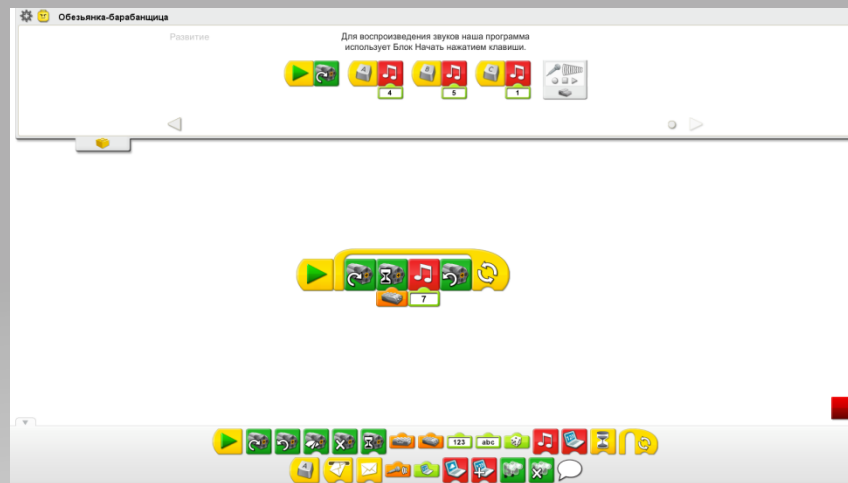 Обезьянка-барабанщица
Развитие
Для воспроизведения звуков наша программа
использует Блок Начать нажатием клавиши.
A B C
4 5 1
7
123 abc
A